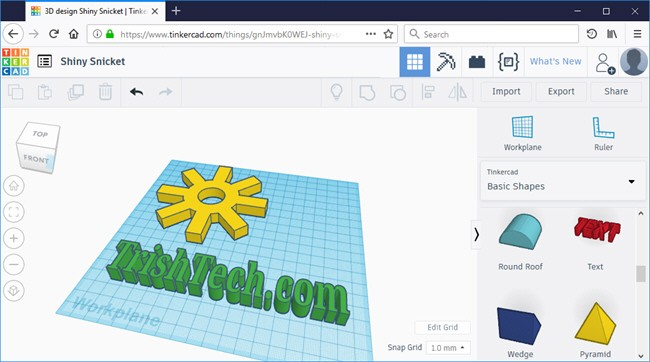 3D design Shiny Snicket | Tinke
https://www.tinkercad.com/things/gnJmvbK0WEJ-shiny-s
Search
TIN
KER
CAD
Shiny Snicket
What's New
Import
Export
Share
TOP
FRONT
Workplane
Ruler
Tinkercad
Basic Shapes
TrishTech.com
Workplane
TEXT
Round Roof
Text
Edit Grid
Snap Grid
1.0 mm
Wedge
Pyramid